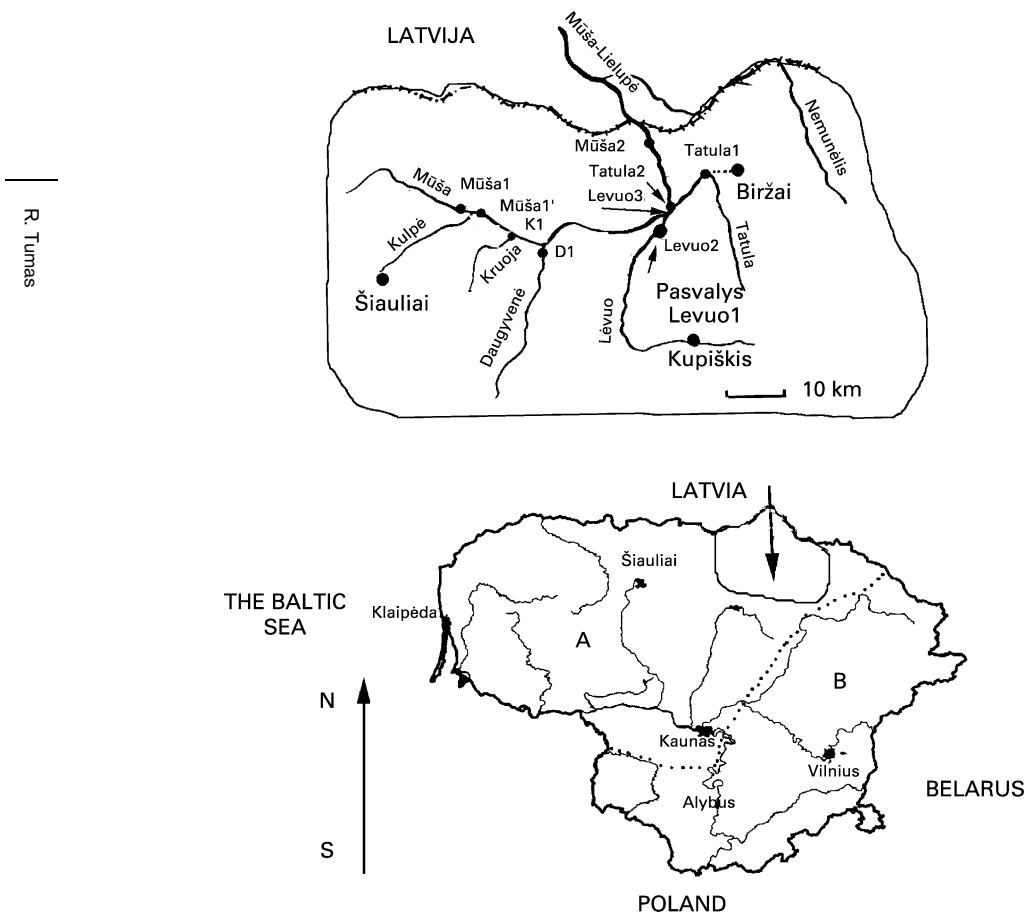 LATVIJA
Mūša-Lielupé
Nemunėlis
Mūša2
Tatula1
Tatula2
Biržai
Levuo3
Mūša
Mūša1
Mūša1'
K1
Kulpė
Kruoja
D1
Levuo2
Tatula
Šiauliai
Daugyvenė
Lėvuo
Pasvalys
Levuo1
Kupiškis
10 km
R. Tumas
LATVIA
Šiauliai
THE BALTIC
SEA
Klaipėda
A
B
N
Kaunas
Vilnius
Alybus
BELARUS
S
POLAND